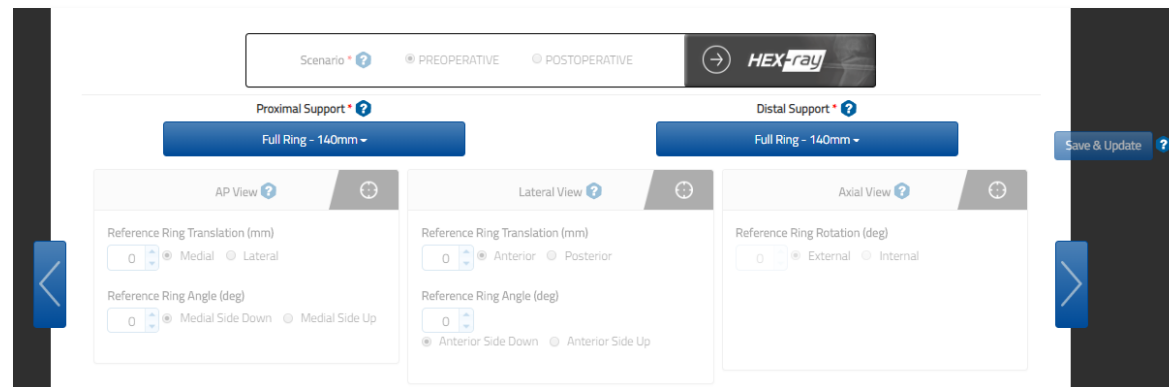 Scenario * ? PREOPERATIVE POSTOPERATIVE HEX-ray
Proximal Support * ? Distal Support * ?
Full Ring - 140mm Full Ring - 140mm
Save & Update ?
AP View ? Lateral View ? Axial View ?
Reference Ring Translation (mm) Reference Ring Translation (mm) Reference Ring Rotation (deg)
0 Medial Lateral 0 Anterior Posterior 0 External Internal
Reference Ring Angle (deg) Reference Ring Angle (deg)
0 Medial Side Down Medial Side Up 0
Anterior Side Down Anterior Side Up